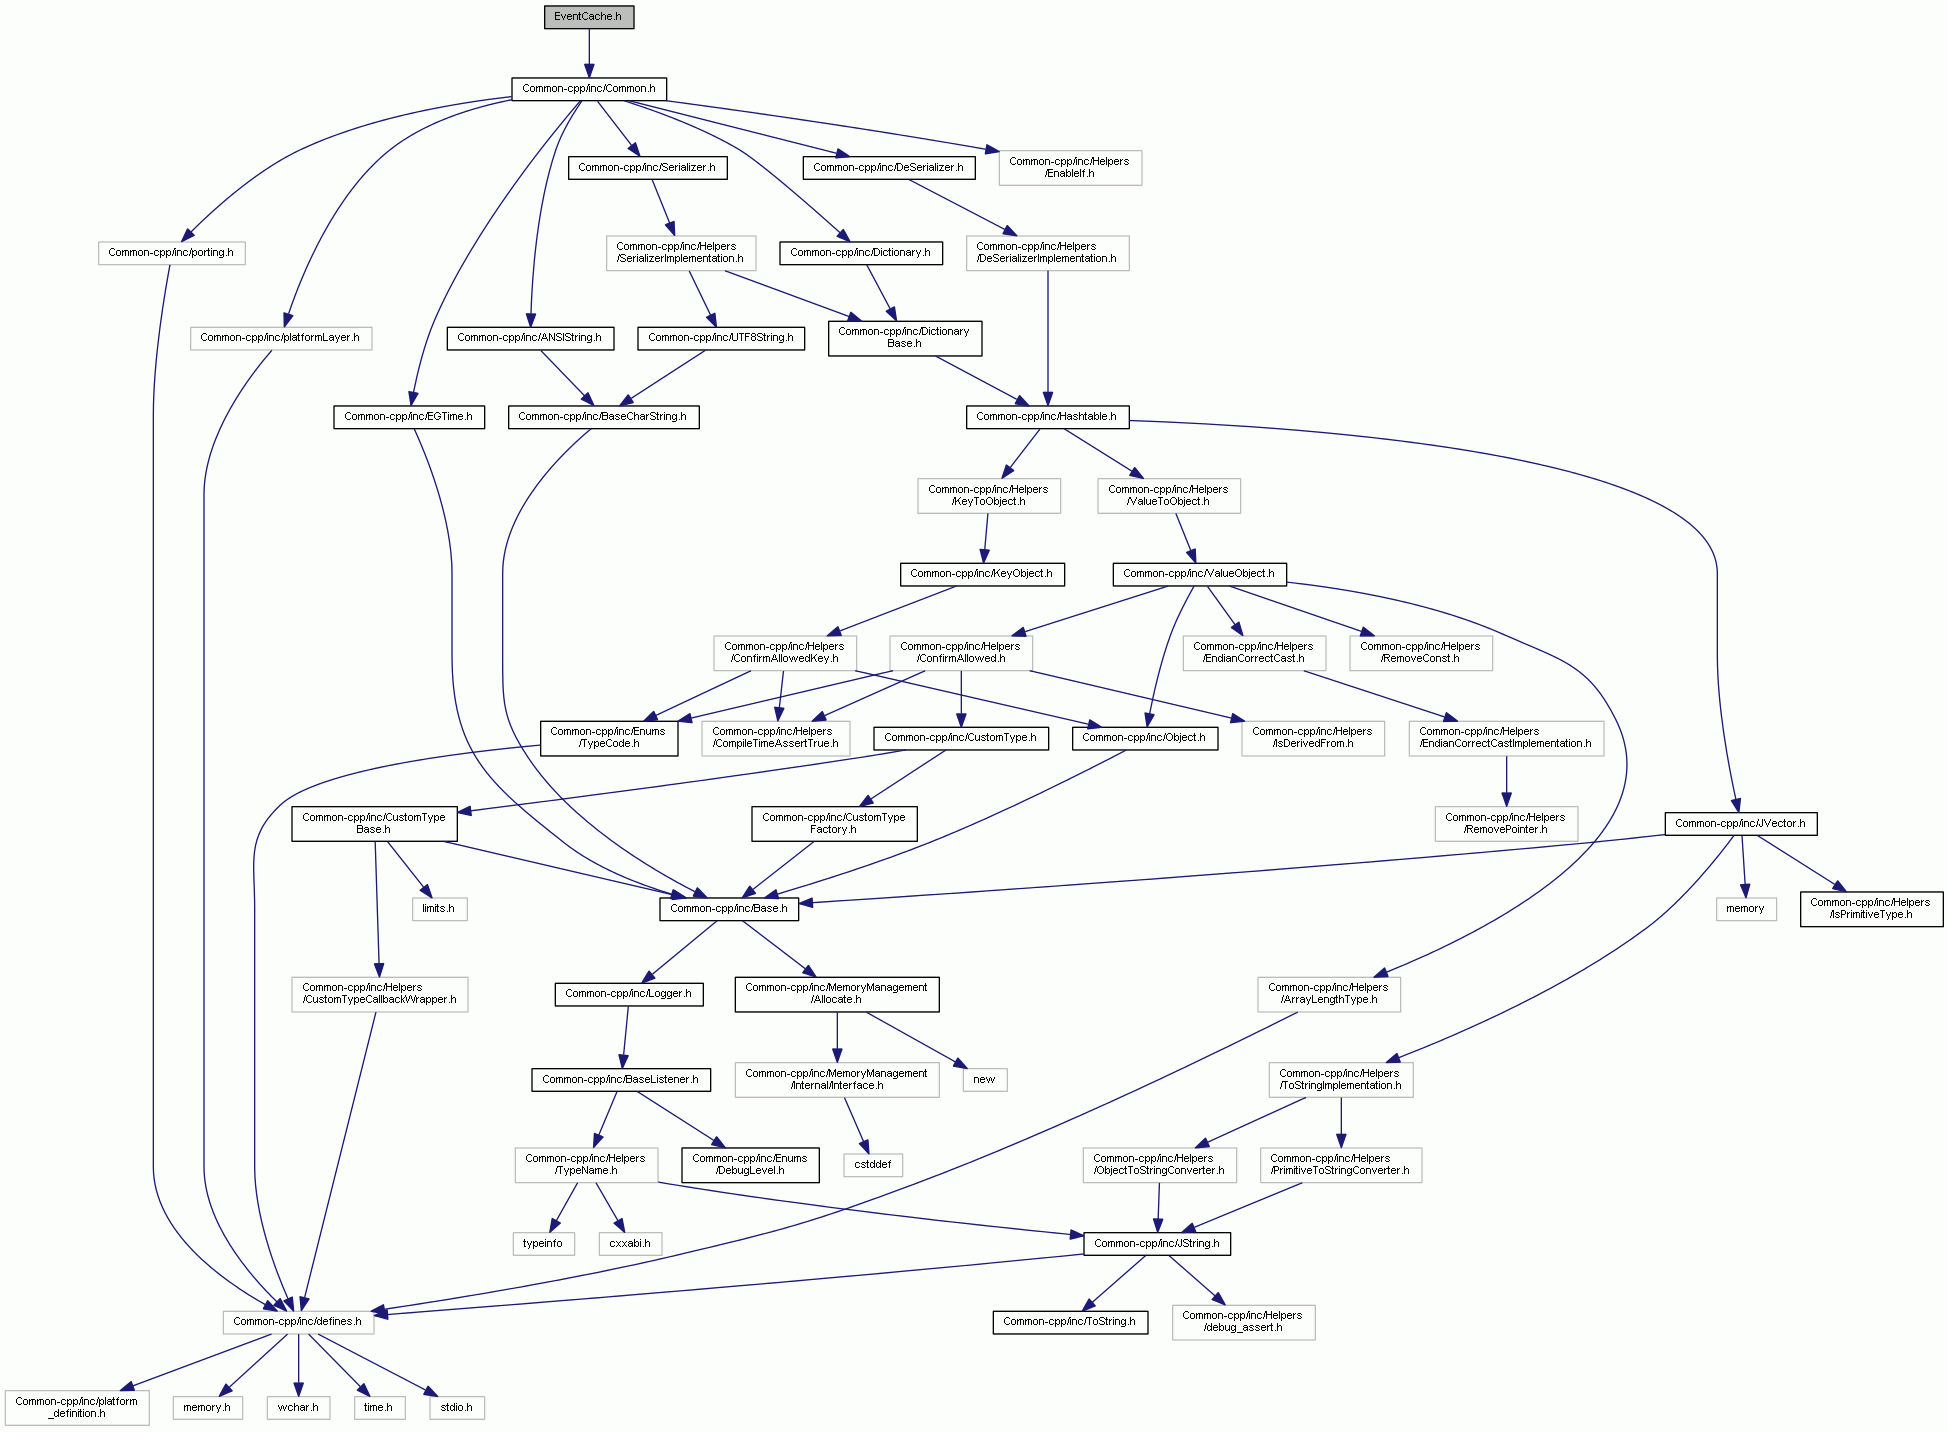 EventCache.h
Common-cpp/inc/Common.h
Common-cpp/inc/Serializer.h
Common-cpp/inc/DeSerializer.h
Common-cpp/inc/Helpers
/EnableIf.h
Common-cpp/inc/porting.h
Common-cpp/inc/Helpers
/SerializerImplementation.h
Common-cpp/inc/Dictionary.h
Common-cpp/inc/Helpers
/DeSerializerImplementation.h
Common-cpp/inc/platformLayer.h
Common-cpp/inc/ANSIString.h
Common-cpp/inc/UTF8String.h
Common-cpp/inc/Dictionary
Base.h
Common-cpp/inc/EGTime.h
Common-cpp/inc/BaseCharString.h
Common-cpp/inc/Hashtable.h
Common-cpp/inc/Helpers
/KeyToObject.h
Common-cpp/inc/Helpers
/ValueToObject.h
Common-cpp/inc/KeyObject.h
Common-cpp/inc/ValueObject.h
Common-cpp/inc/Helpers
/ConfirmAllowedKey.h
Common-cpp/inc/Helpers
/ConfirmAllowed.h
Common-cpp/inc/Helpers
/EndianCorrectCast.h
Common-cpp/inc/Helpers
/RemoveConst.h
Common-cpp/inc/Enums
/TypeCode.h
Common-cpp/inc/Helpers
/CompileTimeAssertTrue.h
Common-cpp/inc/CustomType.h
Common-cpp/inc/Object.h
Common-cpp/inc/Helpers
/IsDerivedFrom.h
Common-cpp/inc/Helpers
/EndianCorrectCastImplementation.h
Common-cpp/inc/CustomType
Base.h
Common-cpp/inc/CustomType
Factory.h
Common-cpp/inc/Helpers
/RemovePointer.h
Common-cpp/inc/JVector.h
limits.h
Common-cpp/inc/Base.h
memory
Common-cpp/inc/Helpers
/IsPrimitiveType.h
Common-cpp/inc/Helpers
/CustomTypeCallbackWrapper.h
Common-cpp/inc/Logger.h
Common-cpp/inc/MemoryManagement
/Allocate.h
Common-cpp/inc/Helpers
/ArrayLengthType.h
Common-cpp/inc/BaseListener.h
Common-cpp/inc/MemoryManagement
/Internal/Interface.h
new
Common-cpp/inc/Helpers
/ToStringImplementation.h
Common-cpp/inc/Helpers
/TypeName.h
Common-cpp/inc/Enums
/DebugLevel.h
cstddef
Common-cpp/inc/Helpers
/ObjectToStringConverter.h
Common-cpp/inc/Helpers
/PrimitiveToStringConverter.h
typeinfo
cxxabi.h
Common-cpp/inc/JString.h
Common-cpp/inc/defines.h
Common-cpp/inc/ToString.h
Common-cpp/inc/Helpers
/debug_assert.h
Common-cpp/inc/platform
_definition.h
memory.h
wchar.h
time.h
stdio.h